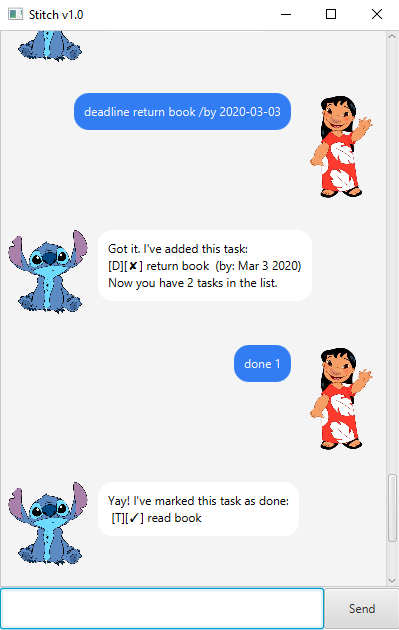 Stitch v1.0
deadline return book /by 2020-03-03
Got it. I've added this task:
[D][✘] return book  (by: Mar 3 2020)
Now you have 2 tasks in the list.
done 1
Yay! I've marked this task as done:
[T][✓] read book
Send